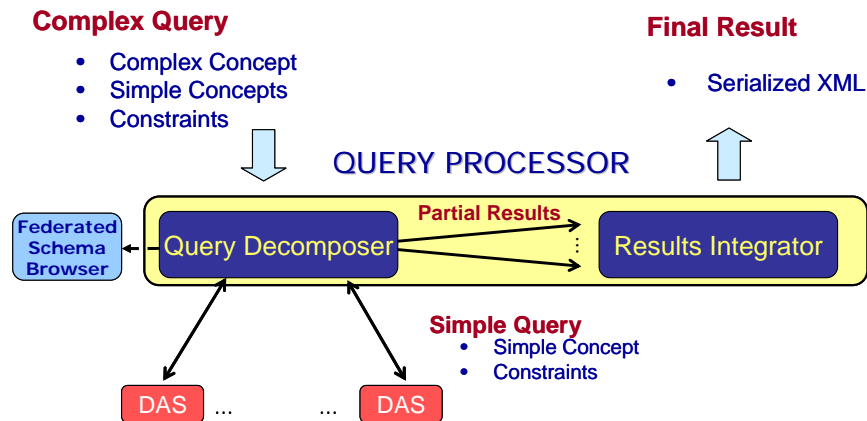 Complex Query
• Complex Concept
• Simple Concepts
• Constraints
Final Result
• Serialized XML
QUERY PROCESSOR
Federated
Schema
Browser
Query Decomposer
Partial Results
...
Results Integrator
Simple Query
• Simple Concept
• Constraints
DAS ... ... DAS